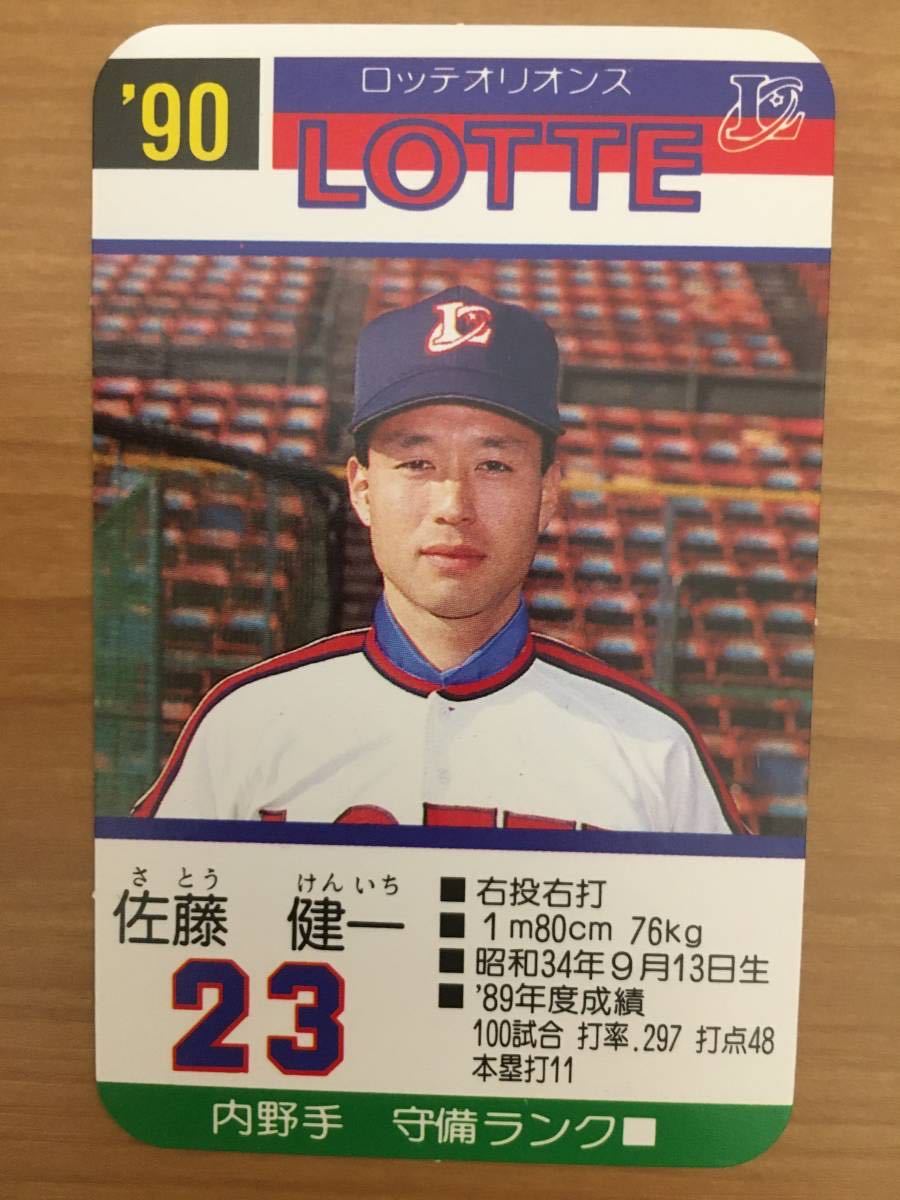 '90
ロッテオリオンズ
LOTTE
L
L
LOTTE
さ とう けん いち
佐藤 健一
23
■ 右投右打
■ 1m80cm 76kg
■ 昭和34年9月13日生
■ '89年度成績
100試合 打率.297 打点48
本塁打11
内野手 守備ランク■